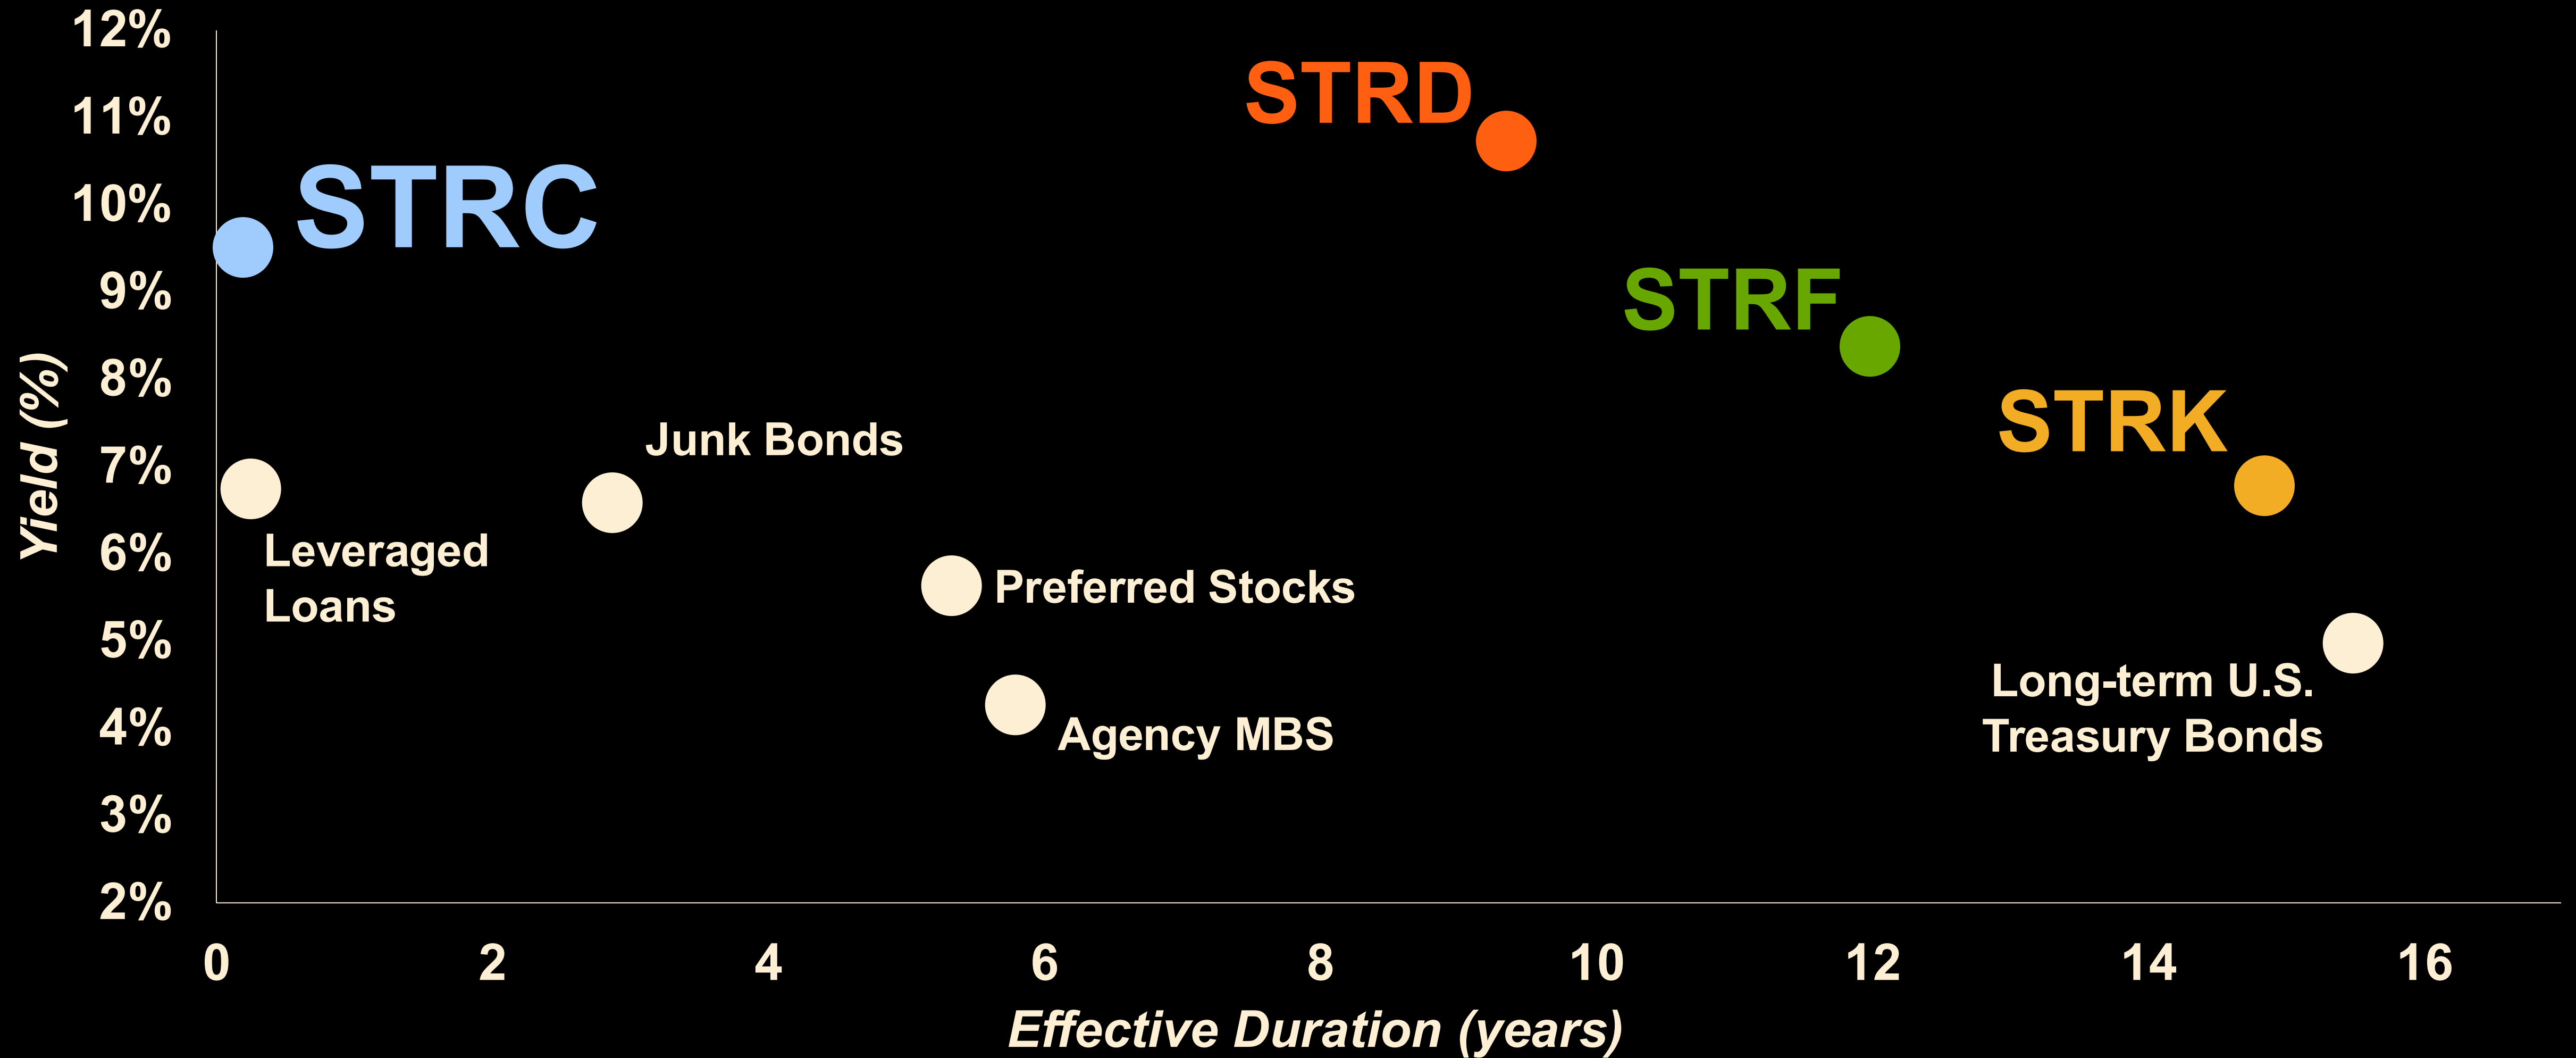 12%
11%
10%
9%
8%
7%
6%
5%
4%
3%
2%
Yield (%)
STRD
STRC
STRF
STRK
Junk Bonds
Leveraged
Loans
Preferred Stocks
Agency MBS
Long-term U.S.
Treasury Bonds
0 2 4 6 8 10 12 14 16
Effective Duration (years)